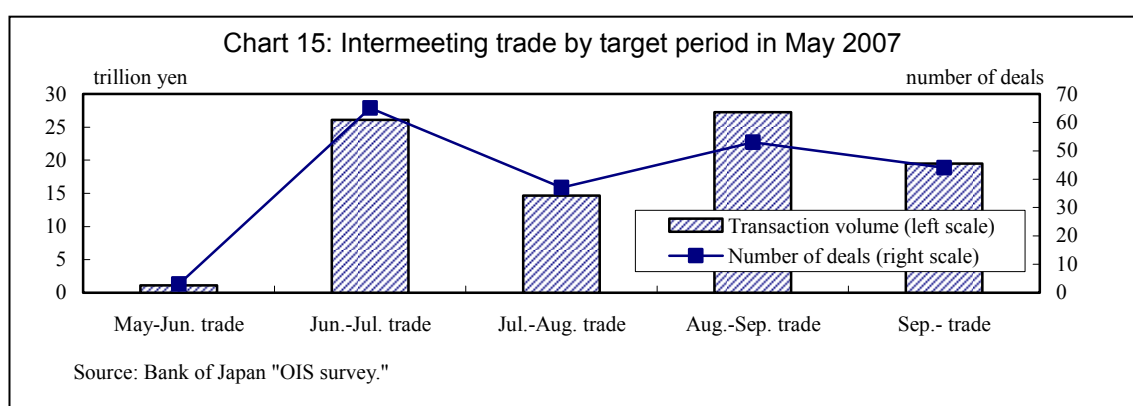 Chart 15: Intermeeting trade by target period in May 2007
trillion yen
number of deals
30
25
20
15
10
5
0
70
60
50
40
30
20
10
0
Transaction volume (left scale)
Number of deals (right scale)
May-Jun. trade
Jun.-Jul. trade
Jul.-Aug. trade
Aug.-Sep. trade
Sep.- trade
Source: Bank of Japan "OIS survey."